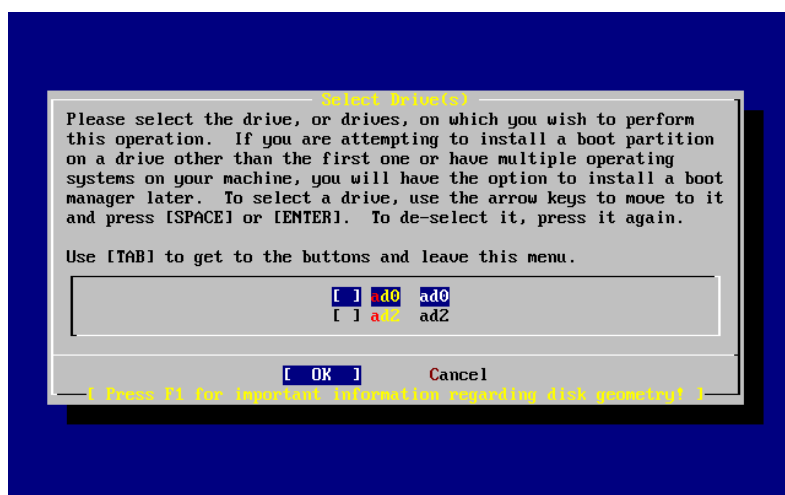 Select Drive(s)
Please select the drive, or drives, on which you wish to perform
this operation.  If you are attempting to install a boot partition
on a drive other than the first one or have multiple operating
systems on your machine, you will have the option to install a boot
manager later.  To select a drive, use the arrow keys to move to it
and press [SPACE] or [ENTER].  To de-select it, press it again.
Use [TAB] to get to the buttons and leave this menu.
[ ] ad0  ad0
[ ] ad2  ad2
[  OK  ]  Cancel
[ Press F1 for important information regarding disk geometry! ]